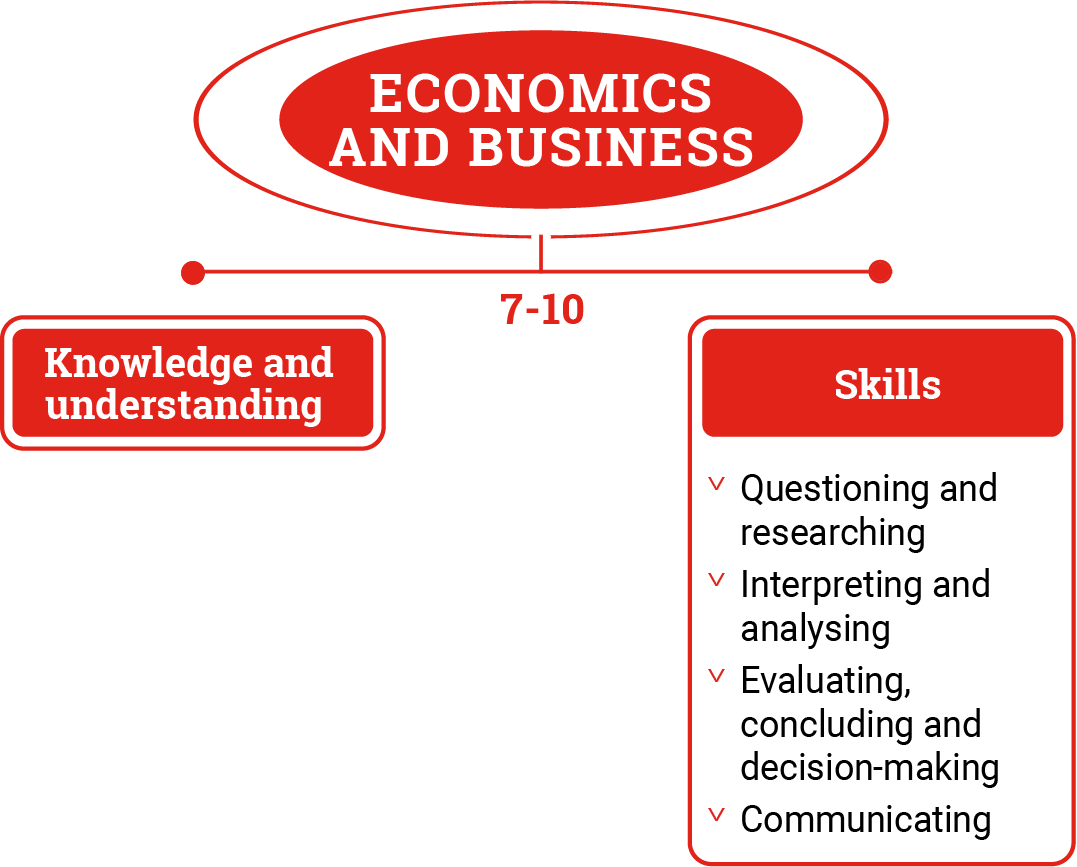 ECONOMICS
AND BUSINESS
7-10
Knowledge and
understanding
Skills
Questioning and
researching
Interpreting and
analysing
Evaluating,
concluding and
decision-making
Communicating